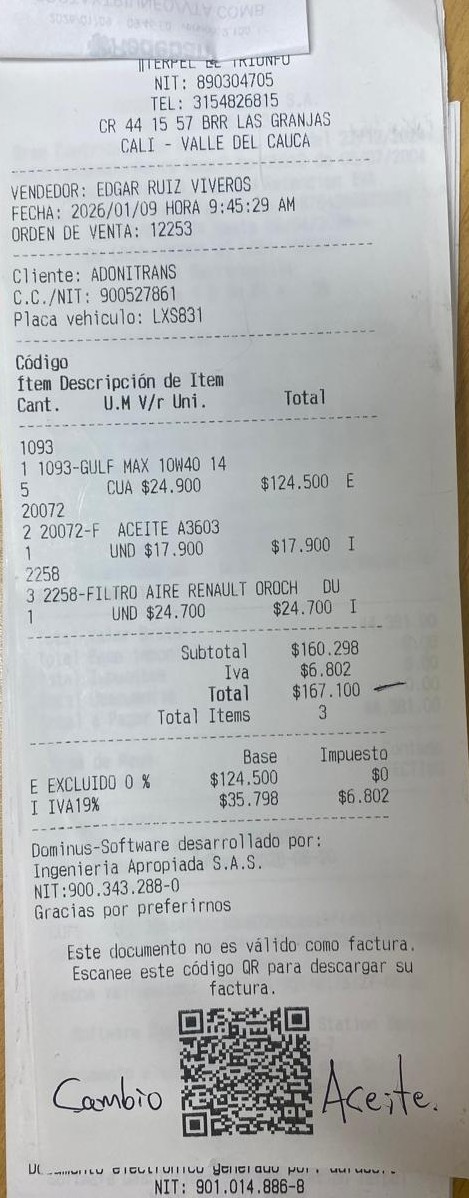 DE TRIUNFO
NIT: 890304705
TEL: 3154826815
CR 44 15 57 BRR LAS GRANJAS
CALI - VALLE DEL CAUCA
VENDEDOR: EDGAR RUIZ VIVEROS
FECHA: 2026/01/09 HORA 9:45:29 AM
ORDEN DE VENTA: 12253
Cliente: ADONITRANS
C.C./NIT: 900527861
Placa vehiculo: LXS831
Código
Ítem Descripción de Item
Cant. U.M V/r Uni. Total
1093
1 1093-GULF MAX 10W40 14
5 CUA $24.900 $124.500 E
20072
2 20072-F ACEITE A3603
1 UND $17.900 $17.900 I
2258
3 2258-FILTRO AIRE RENAULT OROCH DU
1 UND $24.700 $24.700 I
Subtotal $160.298
Iva $6.802
Total $167.100
Total Items 3
Base Impuesto
E EXCLUIDO 0 % $124.500 $0
I IVA19% $35.798 $6.802
Dominus-Software desarrollado por:
Ingenieria Apropiada S.A.S.
NIT:900.343.288-0
Gracias por preferirnos
Este documento no es válido como factura.
Escanee este código QR para descargar su
factura.
Cambio Aceite.
NIT: 901.014.886-8